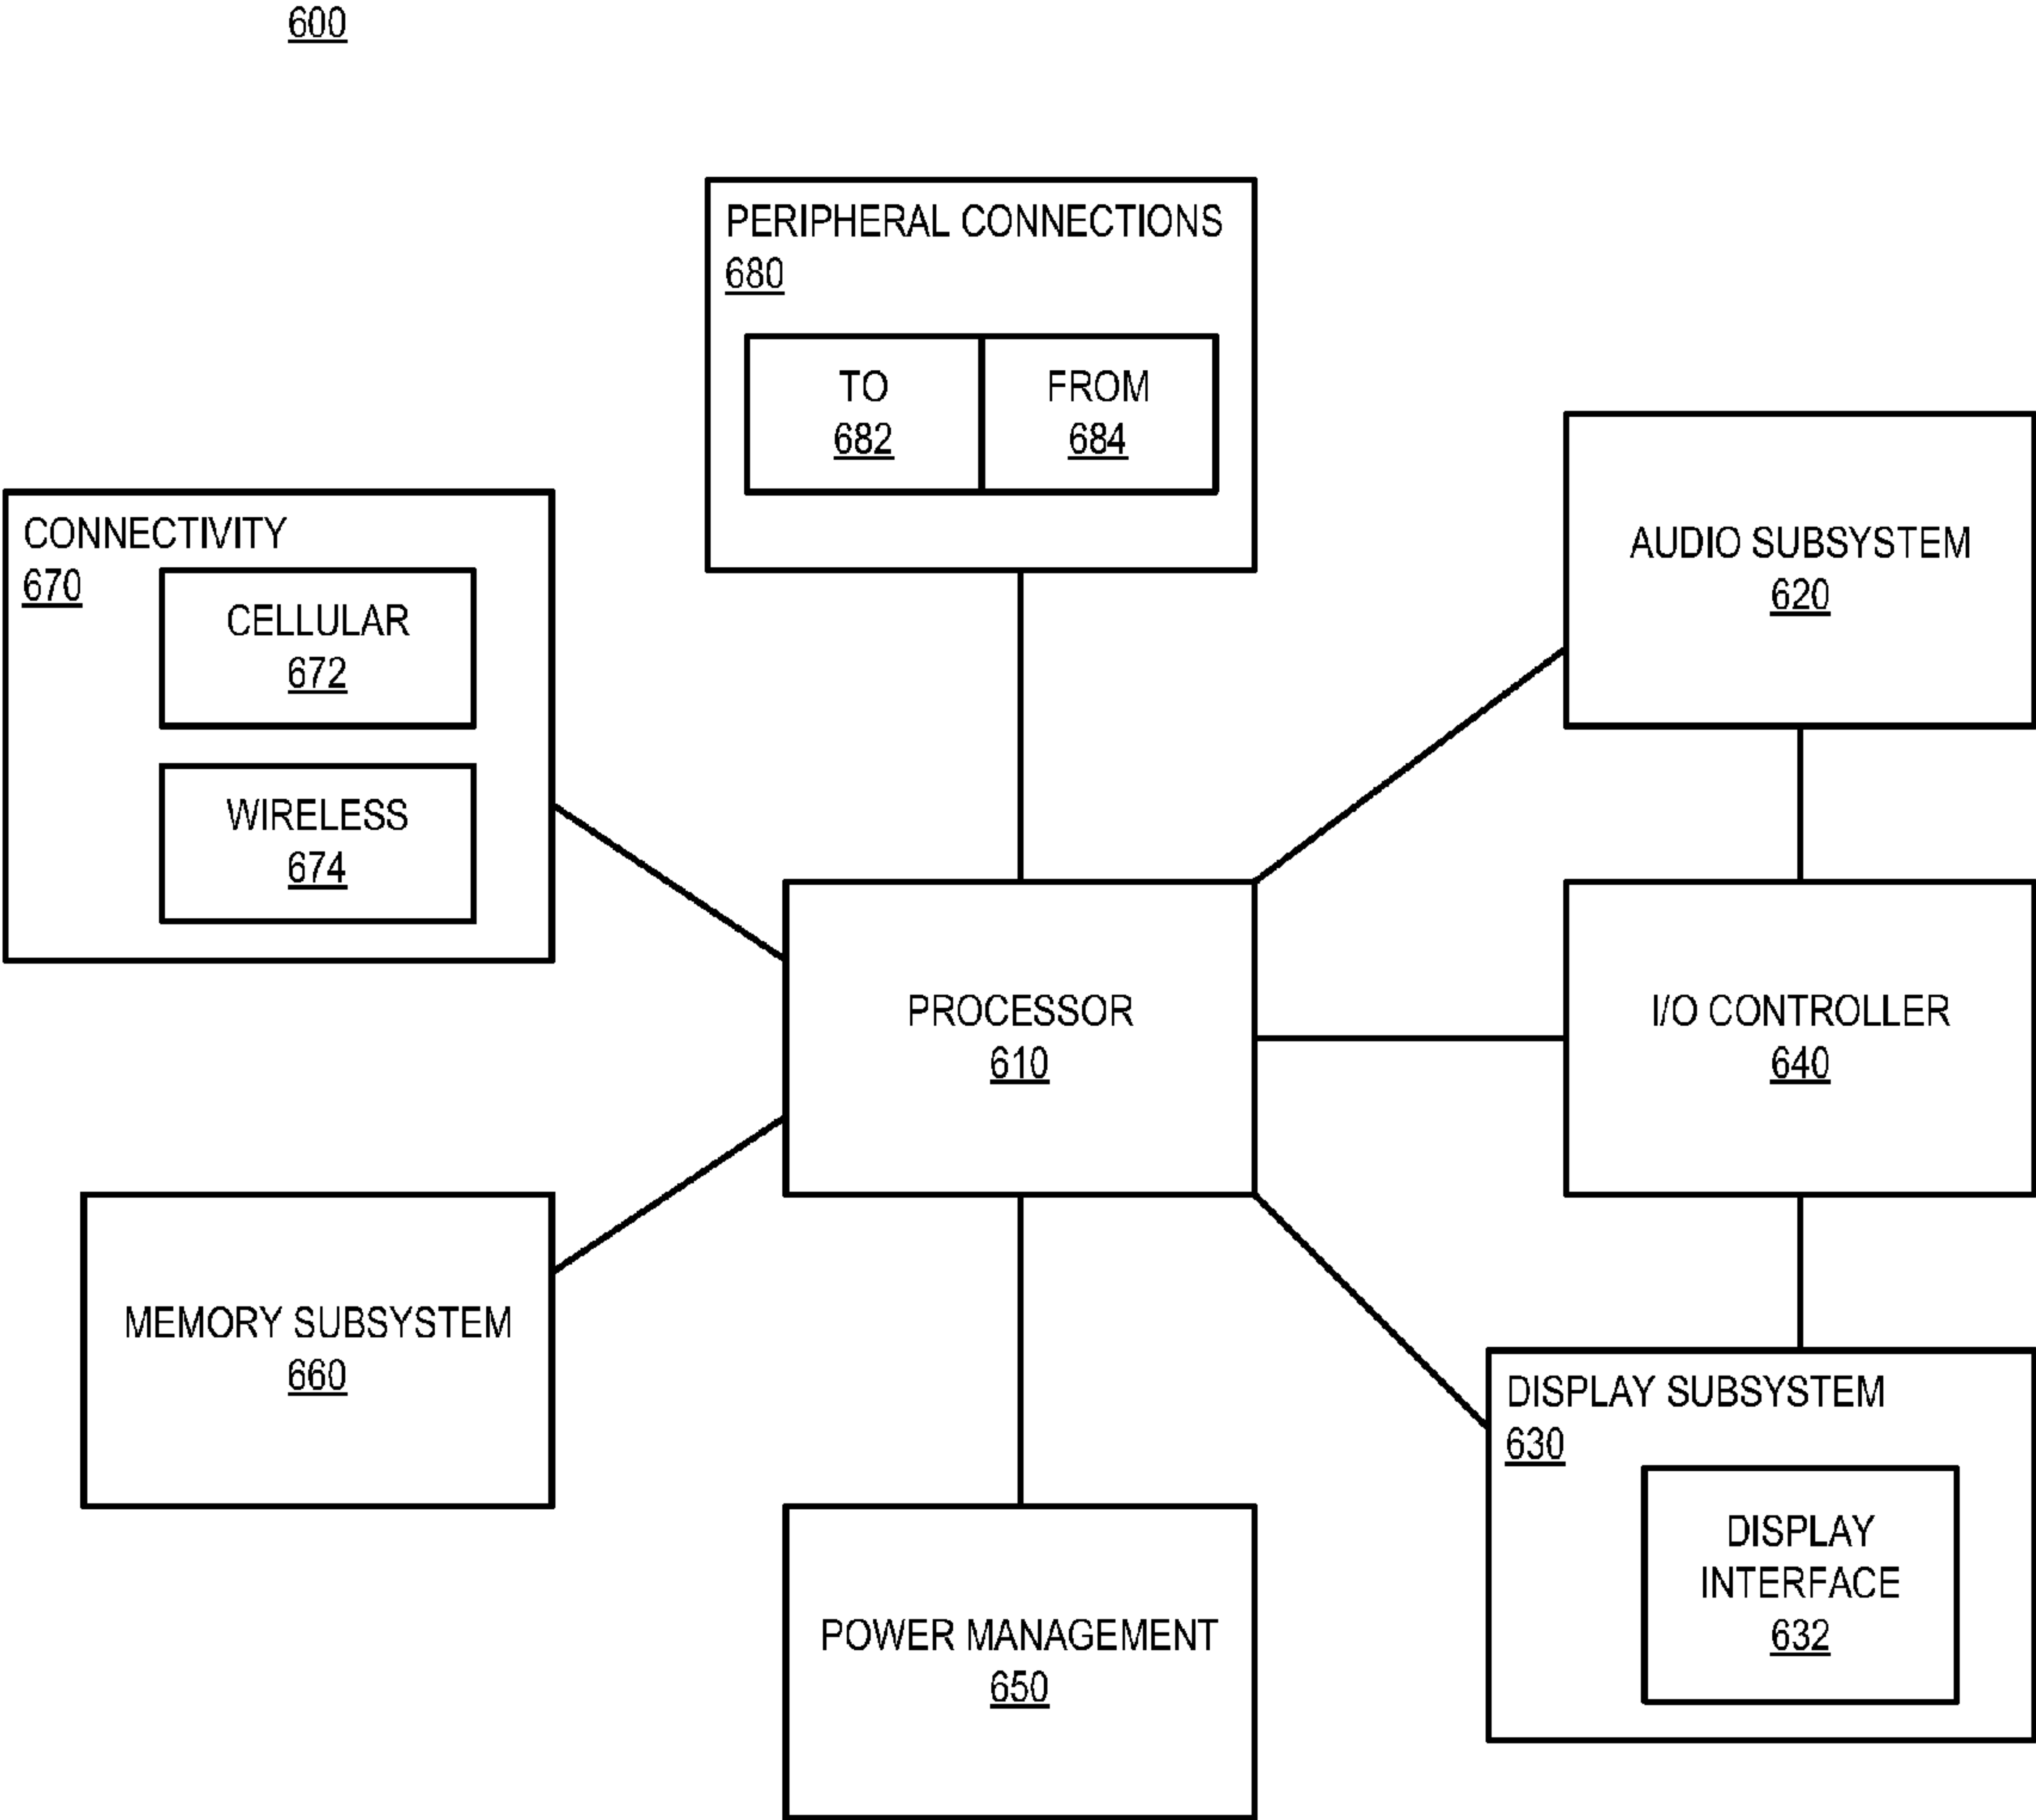 600
PERIPHERAL CONNECTIONS
680
TO
682
FROM
684
CONNECTIVITY
670
CELLULAR
672
WIRELESS
674
AUDIO SUBSYSTEM
620
PROCESSOR
610
I/O CONTROLLER
640
MEMORY SUBSYSTEM
660
POWER MANAGEMENT
650
DISPLAY SUBSYSTEM
630
DISPLAY
INTERFACE
632